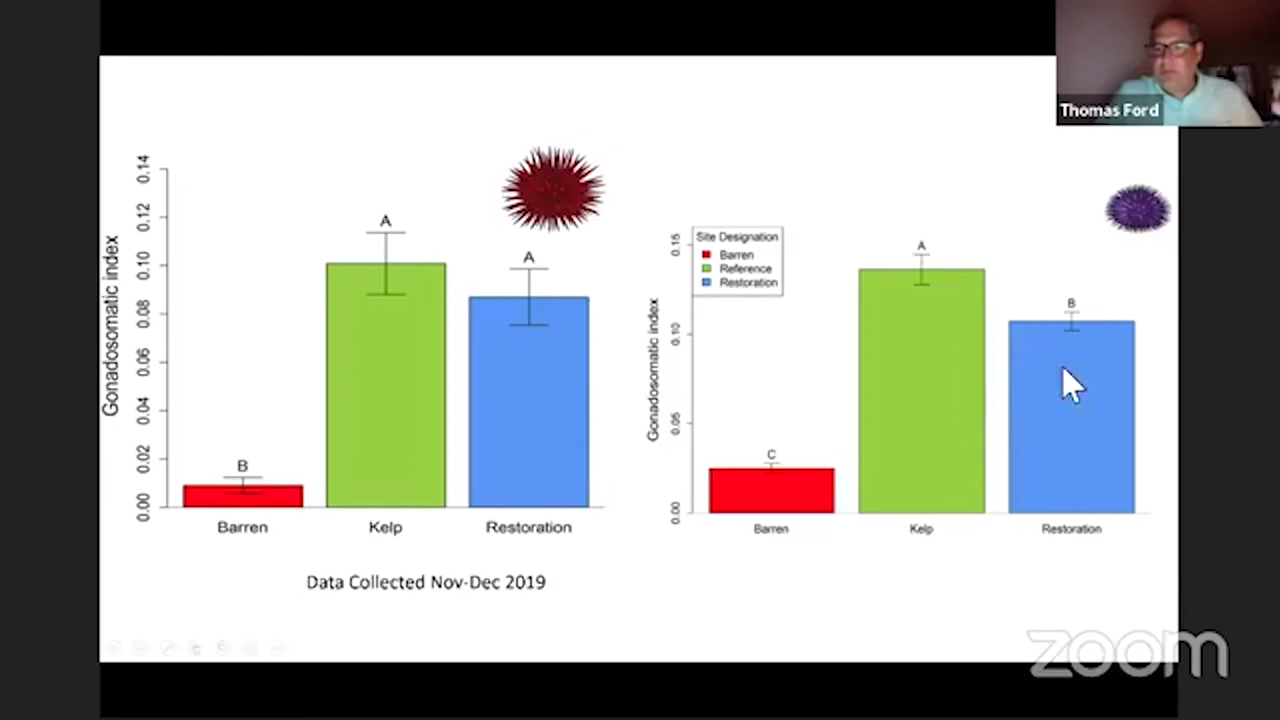 Thomas Ford
Gonadosomatic index
0.14
0.12
0.10
0.08
0.06
0.04
0.02
0.00
A
A
B
Barren
Kelp
Restoration
Gonadosomatic index
0.15
0.10
0.05
0.00
Site Designation
Barren
Reference
Restoration
A
B
C
Barren
Kelp
Restoration
Data Collected Nov-Dec 2019
zoom